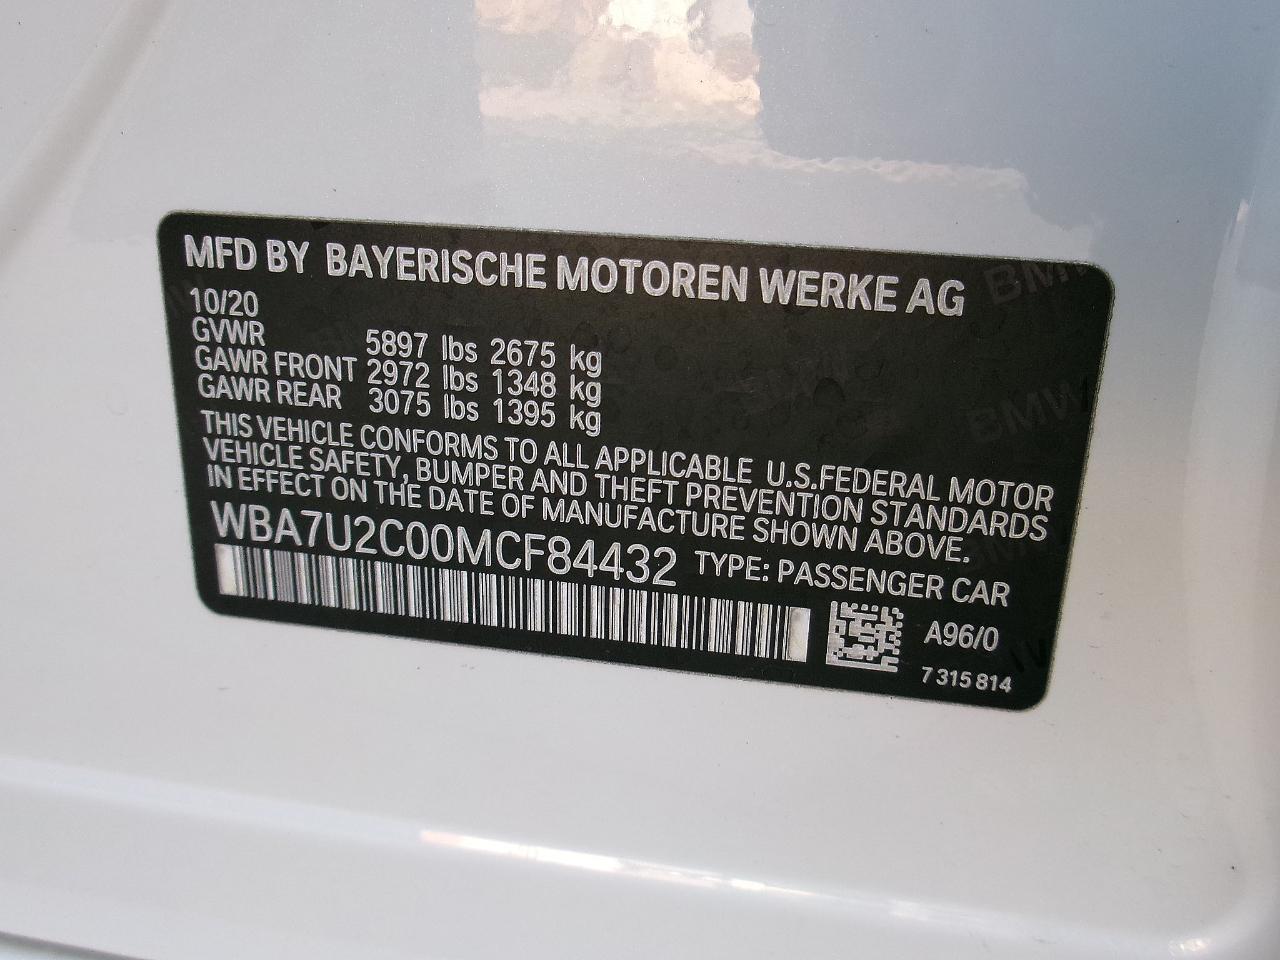 MFD BY BAYERISCHE MOTOREN WERKE AG
10/20
GVWR 5897 lbs 2675 kg
GAWR FRONT 2972 lbs 1348 kg
GAWR REAR 3075 lbs 1395 kg
THIS VEHICLE CONFORMS TO ALL APPLICABLE U.S.FEDERAL MOTOR
VEHICLE SAFETY, BUMPER AND THEFT PREVENTION STANDARDS
IN EFFECT ON THE DATE OF MANUFACTURE SHOWN ABOVE.
WBA7U2C00MCF84432 TYPE: PASSENGER CAR
A96/0
7 315 814
BMW
BMW